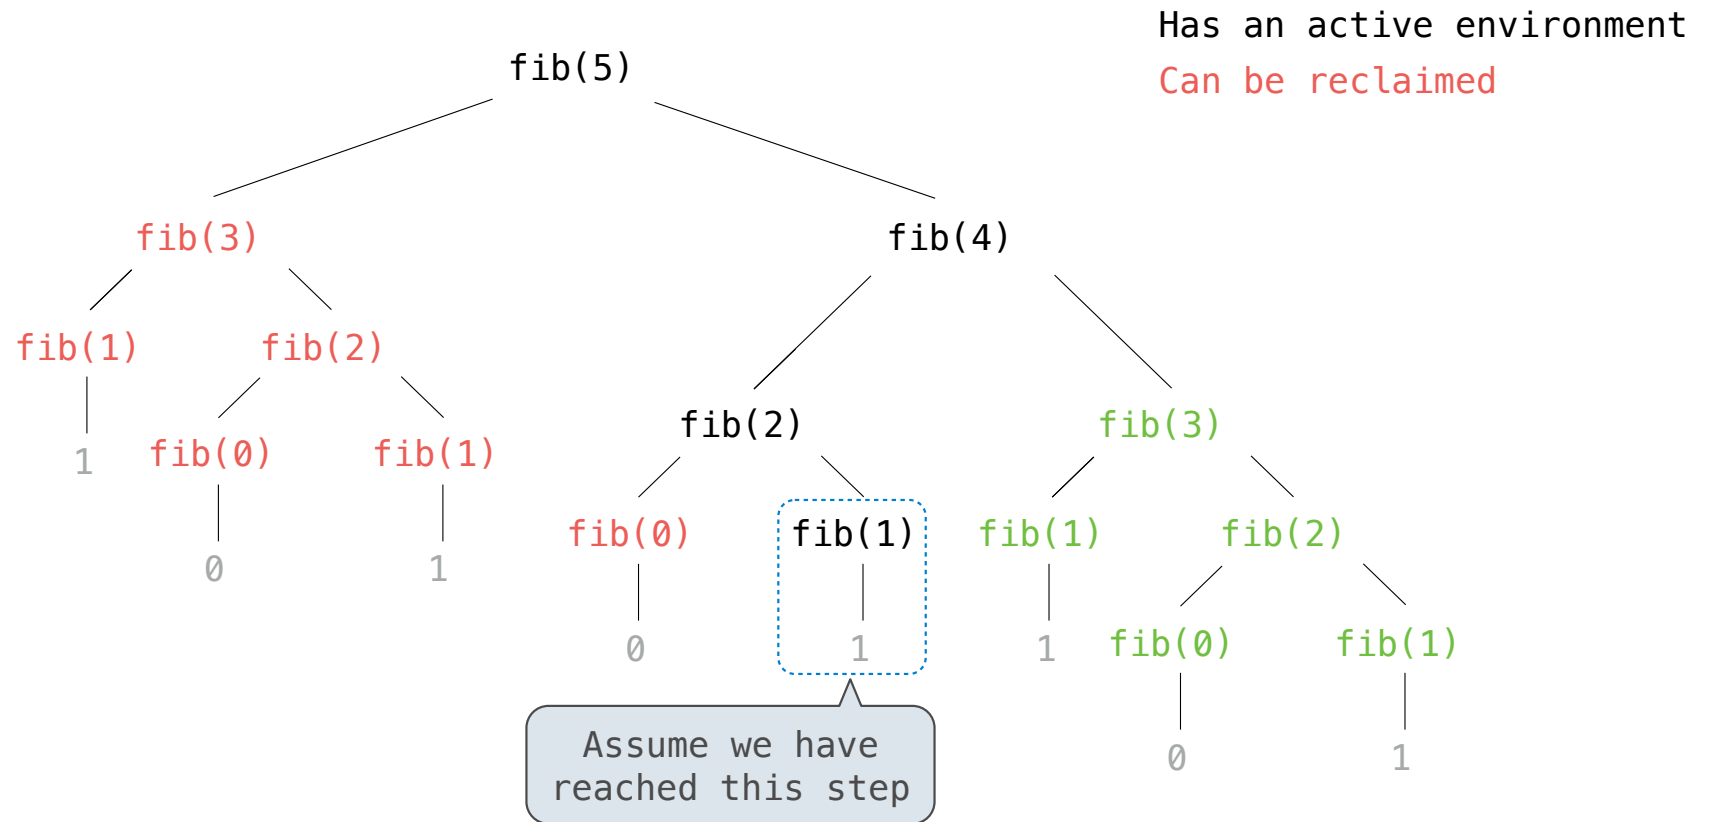 Has an active environment
Can be reclaimed
fib(5)
fib(3) fib(4)
fib(1) fib(2)
fib(2) fib(3)
1 fib(0) fib(1)
fib(0) fib(1) fib(1) fib(2)
0 1
0 1 1 fib(0) fib(1)
Assume we have
reached this step
0 1